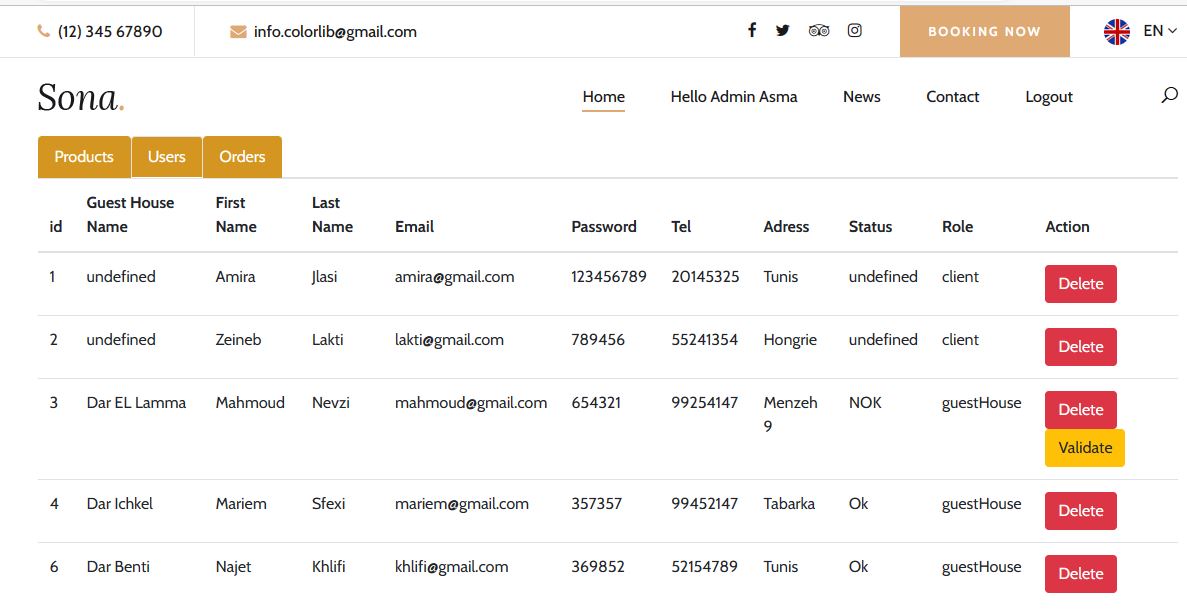 (12) 345 67890 info.colorlib@gmail.com BOOKING NOW EN
Sona. Home Hello Admin Asma News Contact Logout
Products Users Orders
id Guest House Name First Name Last Name Email Password Tel Adress Status Role Action
1 undefined Amira Jlasi amira@gmail.com 123456789 20145325 Tunis undefined client Delete
2 undefined Zeineb Lakti lakti@gmail.com 789456 55241354 Hongrie undefined client Delete
3 Dar EL Lamma Mahmoud Nevzi mahmoud@gmail.com 654321 99254147 Menzeh 9 NOK guestHouse Delete
Validate
4 Dar Ichkel Mariem Sfexi mariem@gmail.com 357357 99452147 Tabarka Ok guestHouse Delete
6 Dar Benti Najet Khlifi khlifi@gmail.com 369852 52154789 Tunis Ok guestHouse Delete